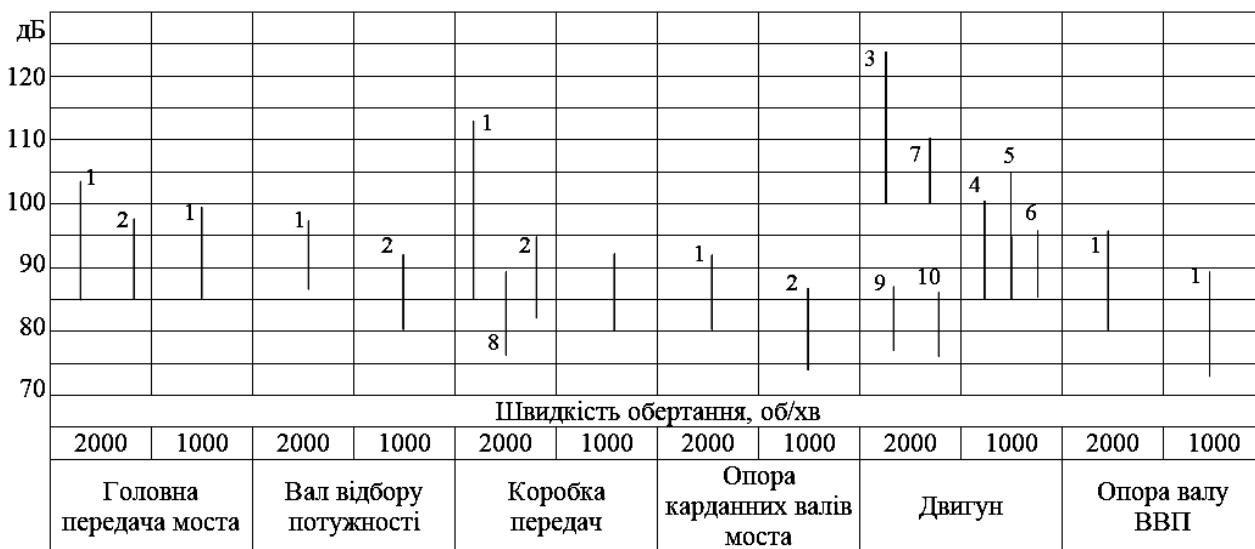 дБ
120
110
100
90
80
70
1
2
1
1
2
1
8
2
1
2
3
7
9
10
4
5
6
1
1
Швидкість обертання, об/хв
2000 1000 2000 1000 2000 1000 2000 1000 2000 1000 2000 1000
Головна
передача моста
Вал відбору
потужності
Коробка
передач
Опора
карданних валів
моста
Двигун
Опора валу
ВВП